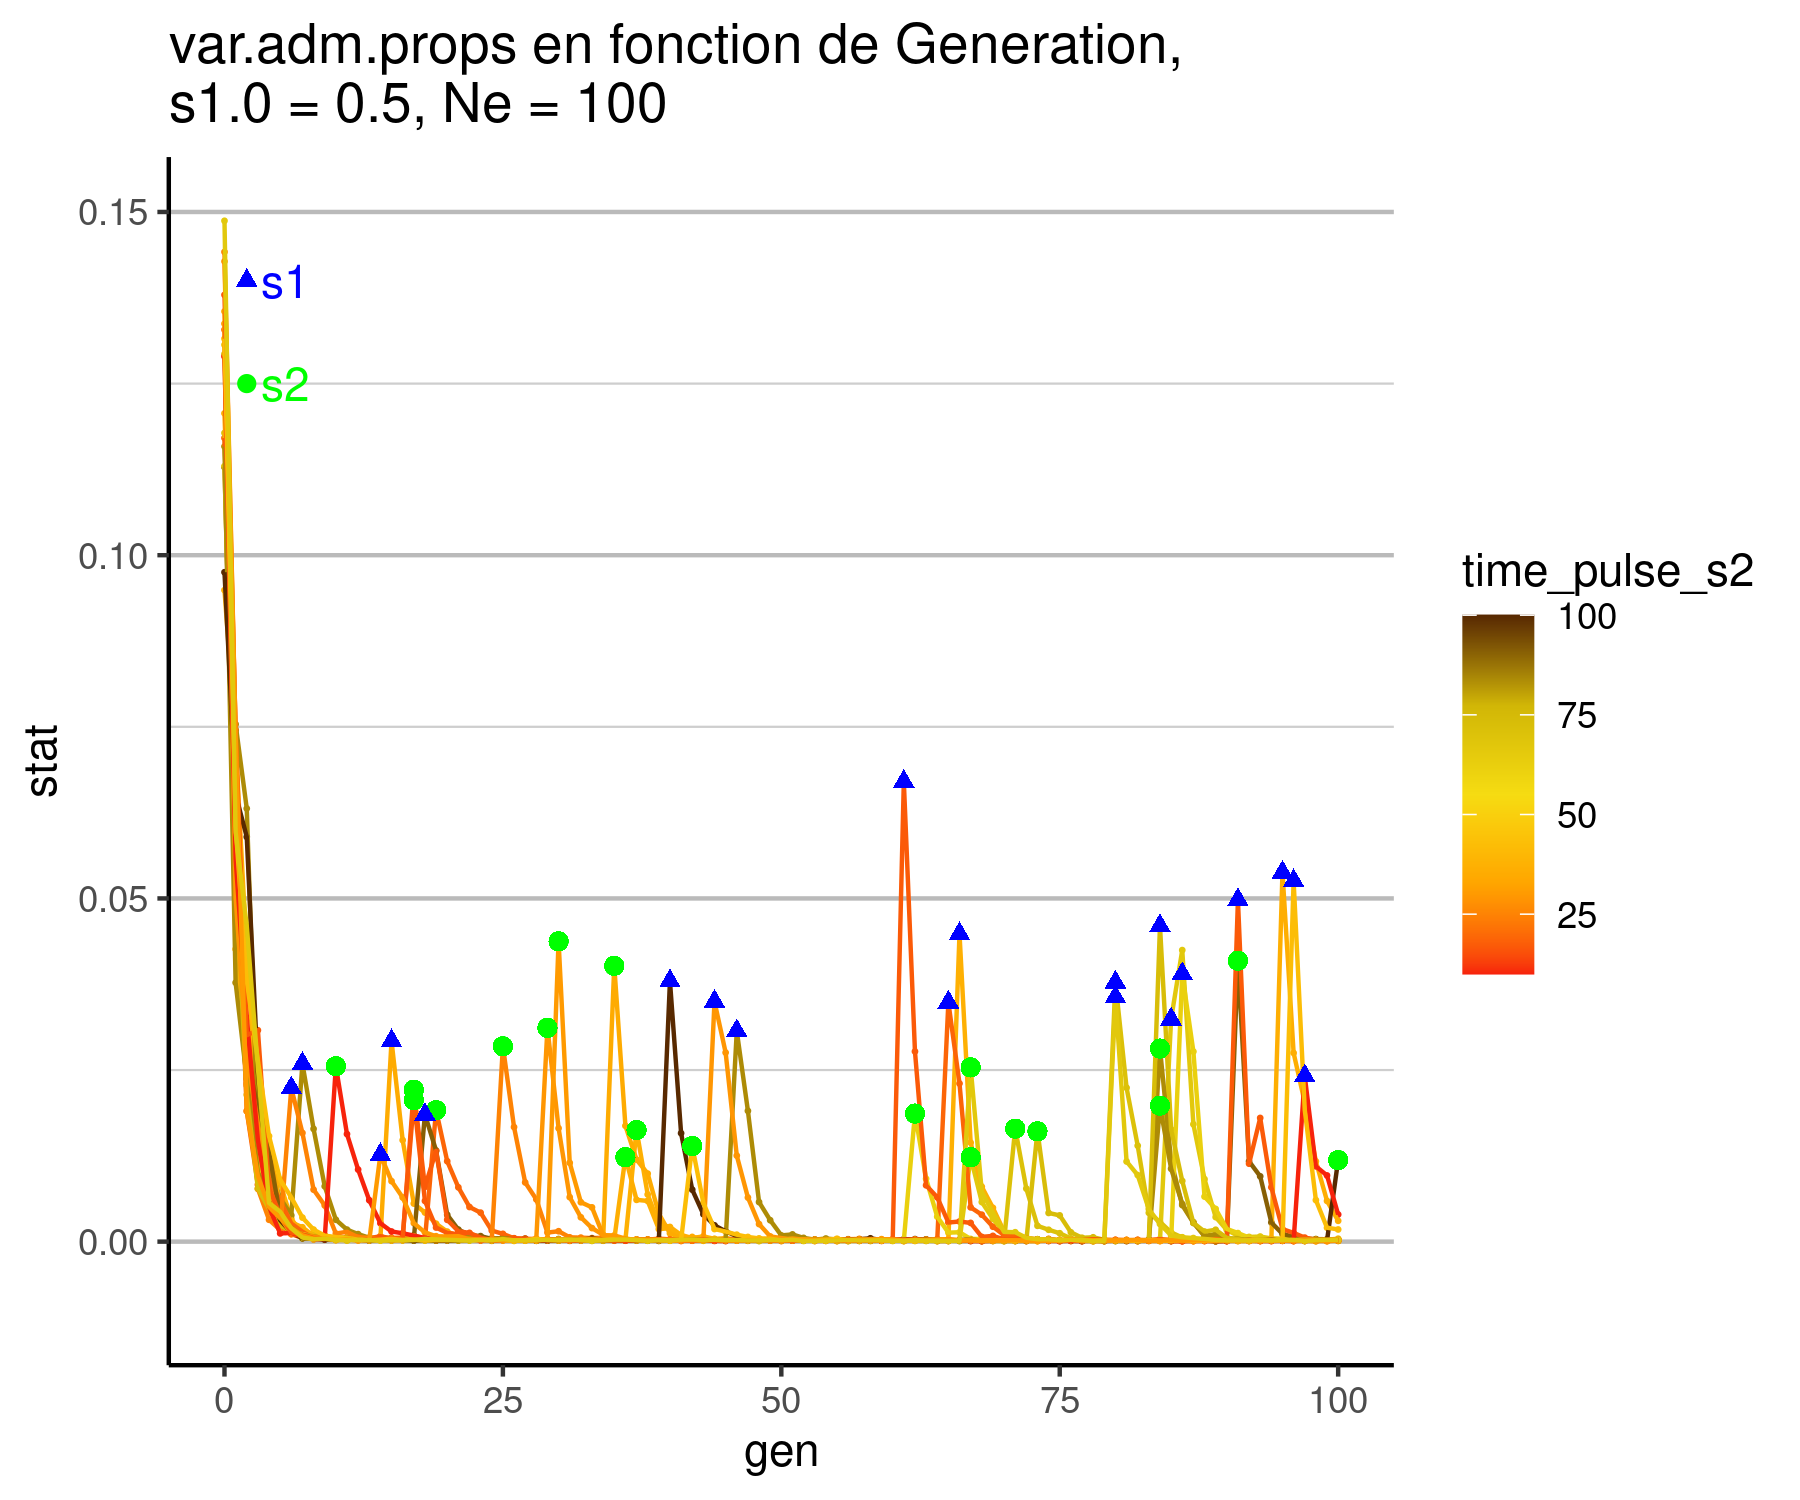 var.adm.props en fonction de Generation,
s1.0 = 0.5, Ne = 100
0.15
s1
s2
0.10
0.05
0.00
stat
0
25
50
75
100
gen
time_pulse_s2
100
75
50
25